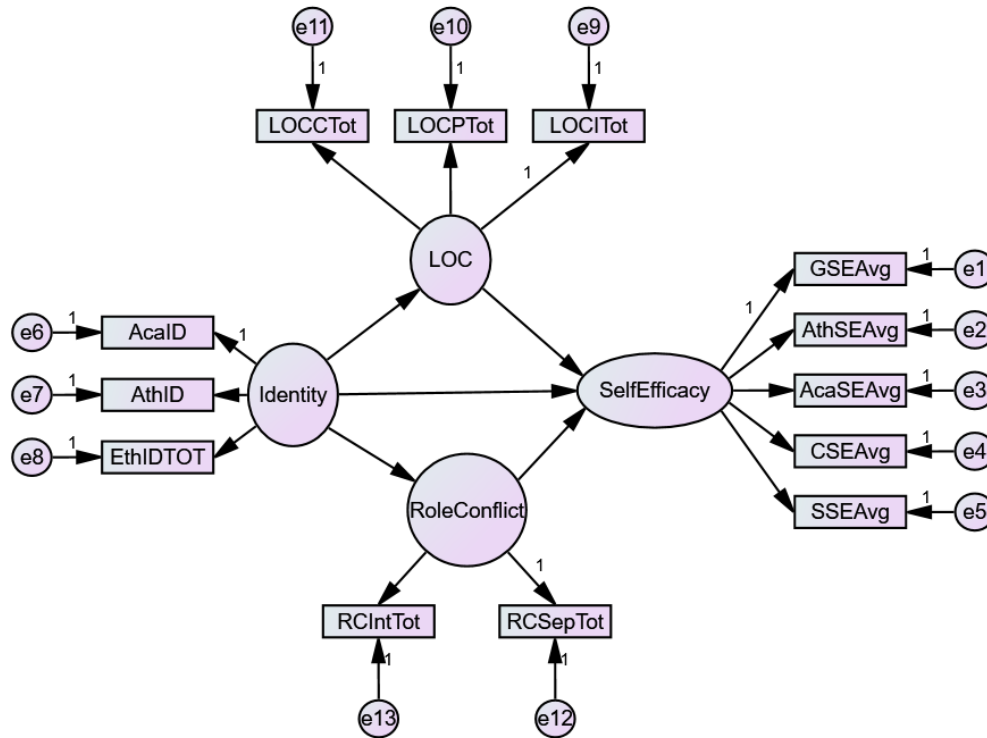 e11
e10
e9
1
1
1
LOCCTot
LOCPTot
LOCITot
1
LOC
GSEAvg
1
e1
1
e6
1
AcaID
1
AthSEAvg
1
e2
e7
1
AthID
Identity
SelfEfficacy
AcaSEAvg
1
e3
e8
1
EthIDTOT
CSEAvg
1
e4
RoleConflict
SSEAvg
1
e5
1
RCIntTot
RCSepTot
1
1
e13
e12